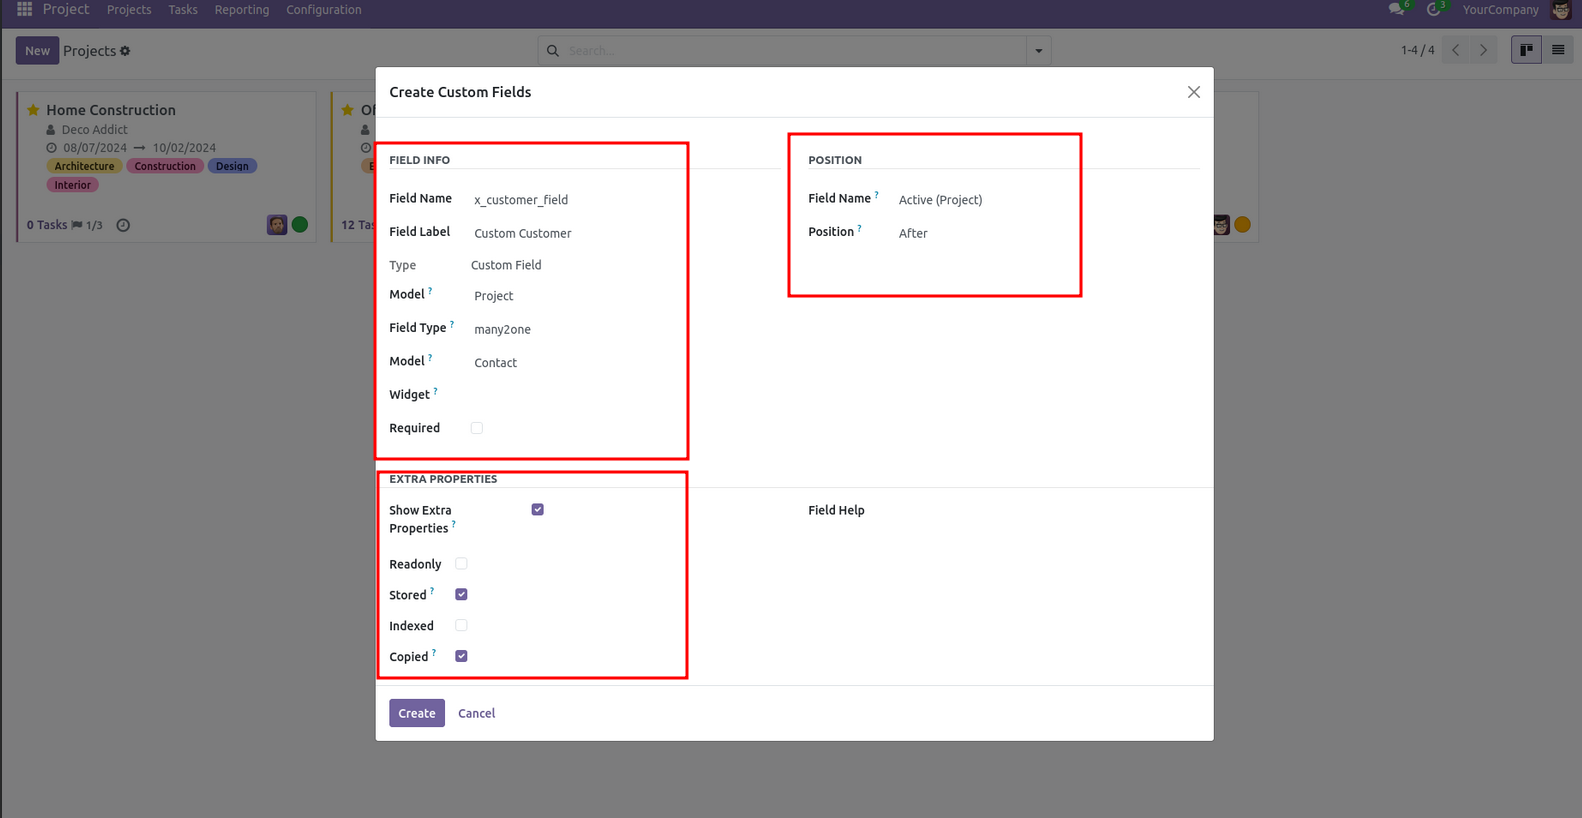 Project Projects Tasks Reporting Configuration 6 3 YourCompany
New Projects Search... 1-4 / 4
Create Custom Fields
Home Construction
Deco Addict
08/07/2024 → 10/02/2024
Architecture Construction Design
Interior
0 Tasks 1/3
12 Tas
FIELD INFO
Field Name x_customer_field
Field Label Custom Customer
Type Custom Field
Model ? Project
Field Type ? many2one
Model ? Contact
Widget ?
Required
POSITION
Field Name ? Active (Project)
Position ? After
EXTRA PROPERTIES
Show Extra
Properties ?
Readonly
Stored ?
Indexed
Copied ?
Field Help
Create Cancel